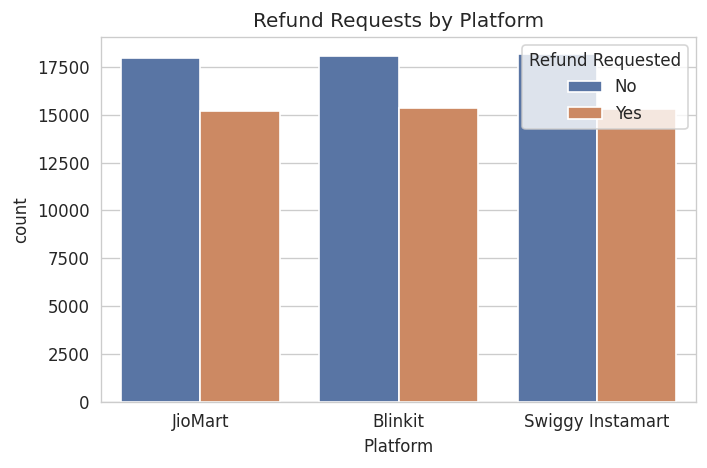 Refund Requests by Platform
Refund Requested
No
Yes
17500
15000
12500
10000
7500
5000
2500
0
count
JioMart
Blinkit
Swiggy Instamart
Platform